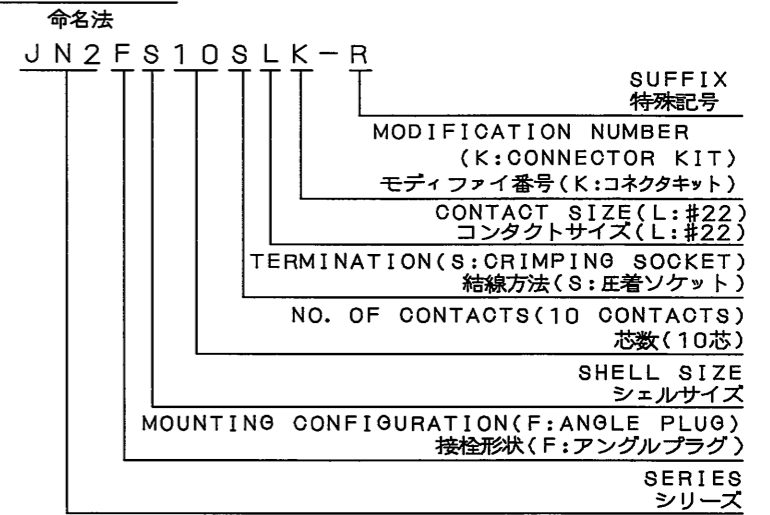 命名法
JN2FS10SLK-R
SUFFIX
特殊記号
MODIFICATION NUMBER
(K:CONNECTOR KIT)
モディファイ番号(K:コネクタキット)
CONTACT SIZE(L:#22)
コンタクトサイズ(L:#22)
TERMINATION(S:CRIMPING SOCKET)
結線方法(S:圧着ソケット)
NO. OF CONTACTS(10 CONTACTS)
芯数(10芯)
SHELL SIZE
シェルサイズ
MOUNTING CONFIGURATION(F:ANGLE PLUG)
接栓形状(F:アングルプラグ)
SERIES
シリーズ